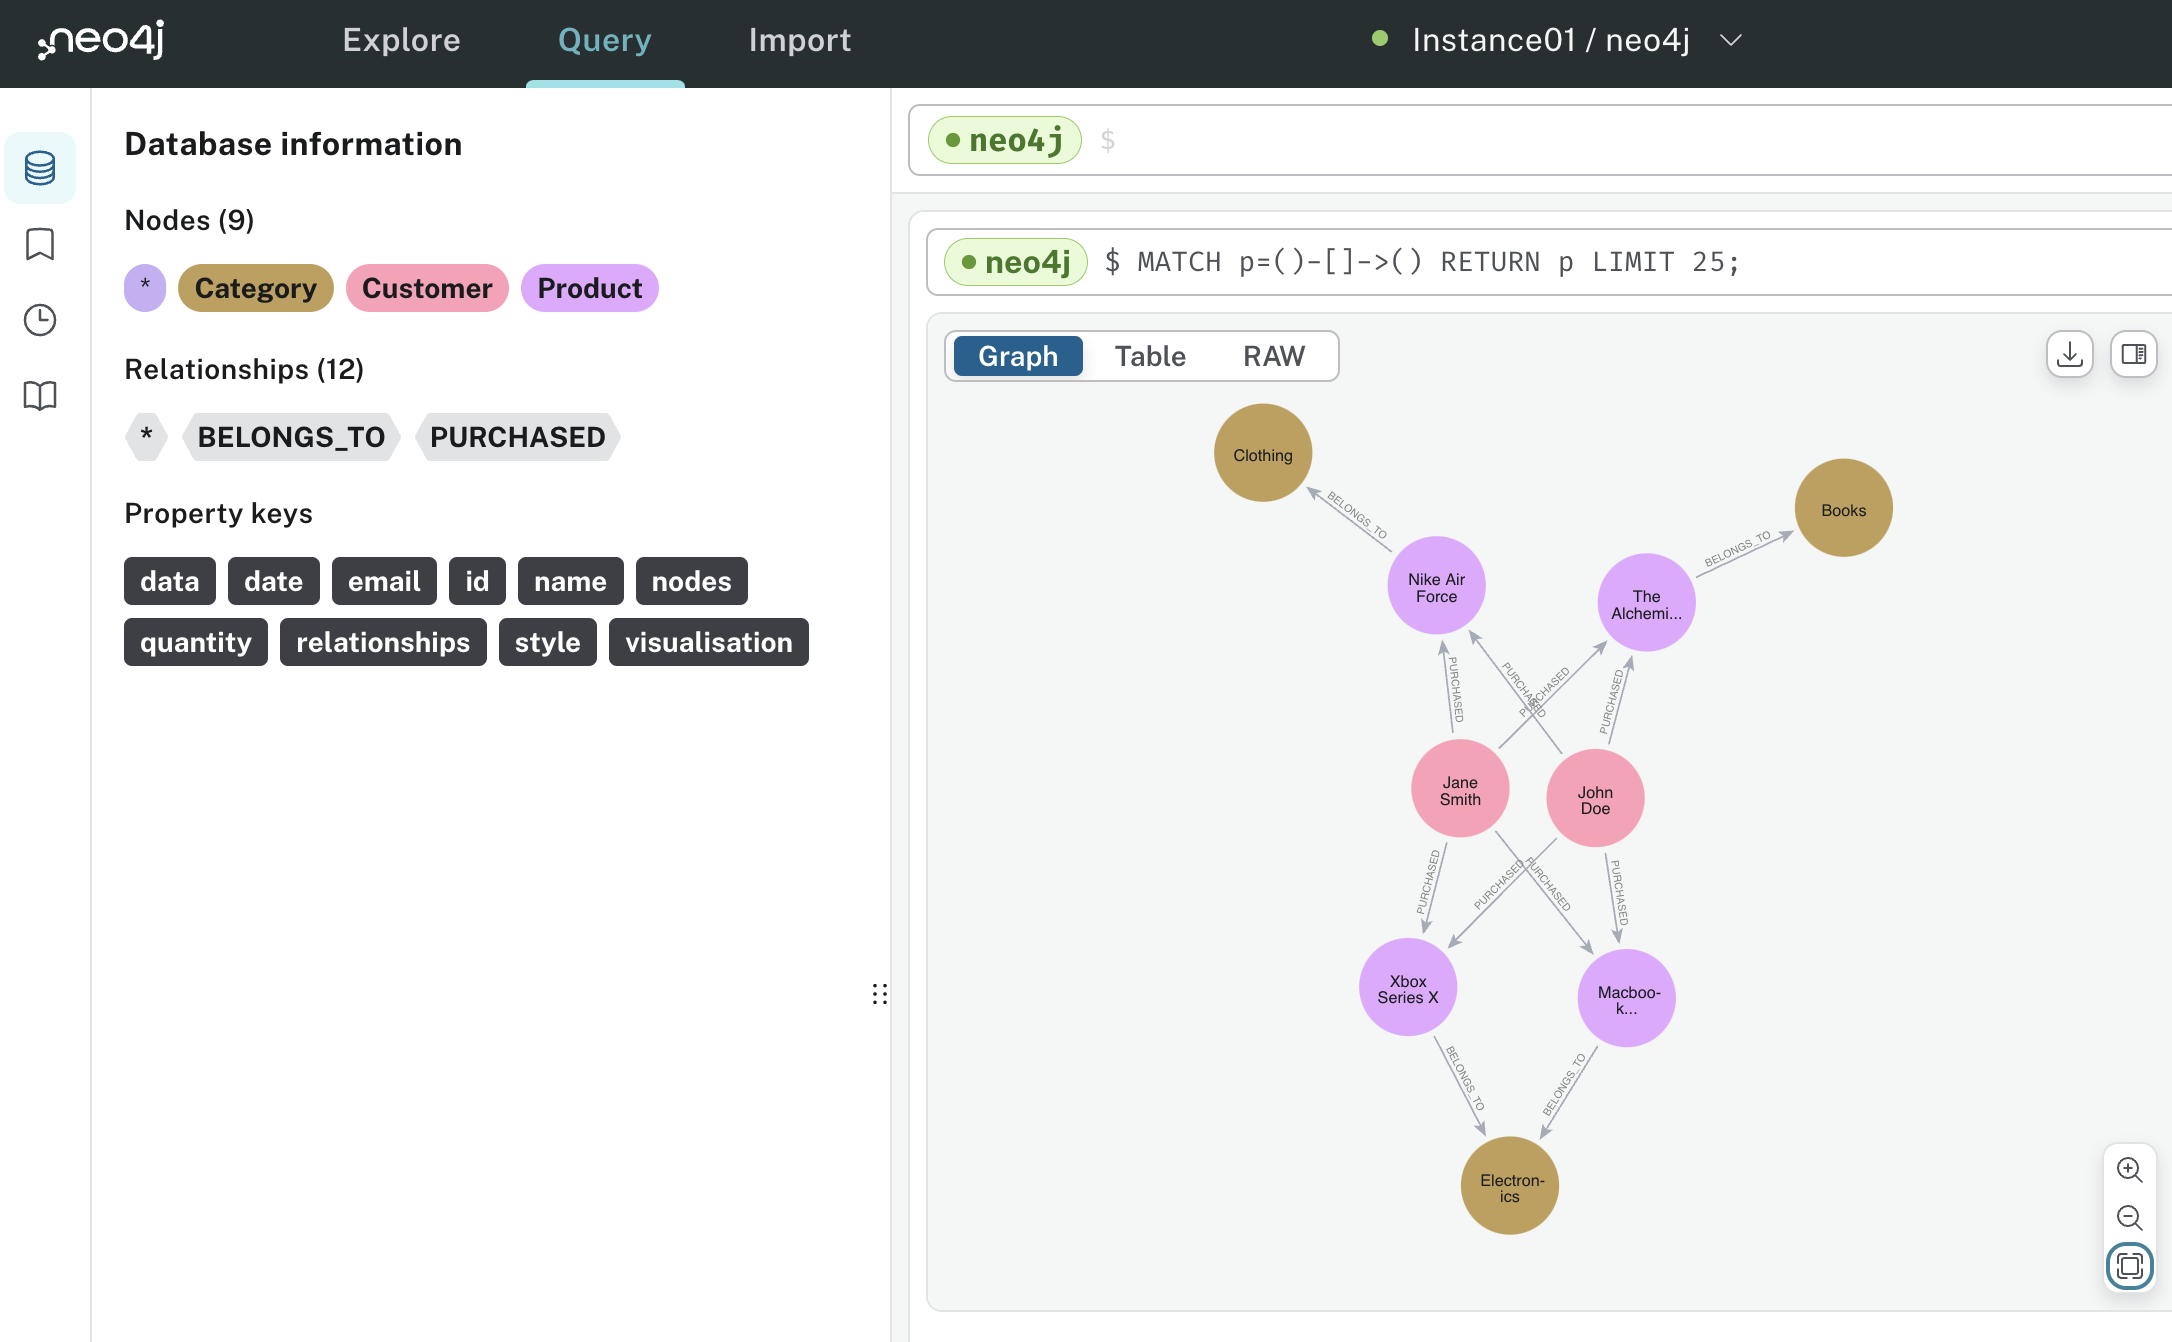 neo4j
Explore
Query
Import
Instance01 / neo4j
Database information
Nodes (9)
* Category Customer Product
Relationships (12)
* BELONGS_TO PURCHASED
Property keys
data date email id name nodes
quantity relationships style visualisation
neo4j $
neo4j $ MATCH p=()-[]->() RETURN p LIMIT 25;
Graph Table RAW
Clothing
Books
BELONGS_TO
BELONGS_TO
Nike Air
Force
The
Alchemi...
PURCHASED
PURCHASED
PURCHASED
PURCHASED
Jane
Smith
John
Doe
PURCHASED
PURCHASED
PURCHASED
PURCHASED
Xbox
Series X
Macboo-
k...
BELONGS_TO
BELONGS_TO
Electron-
ics